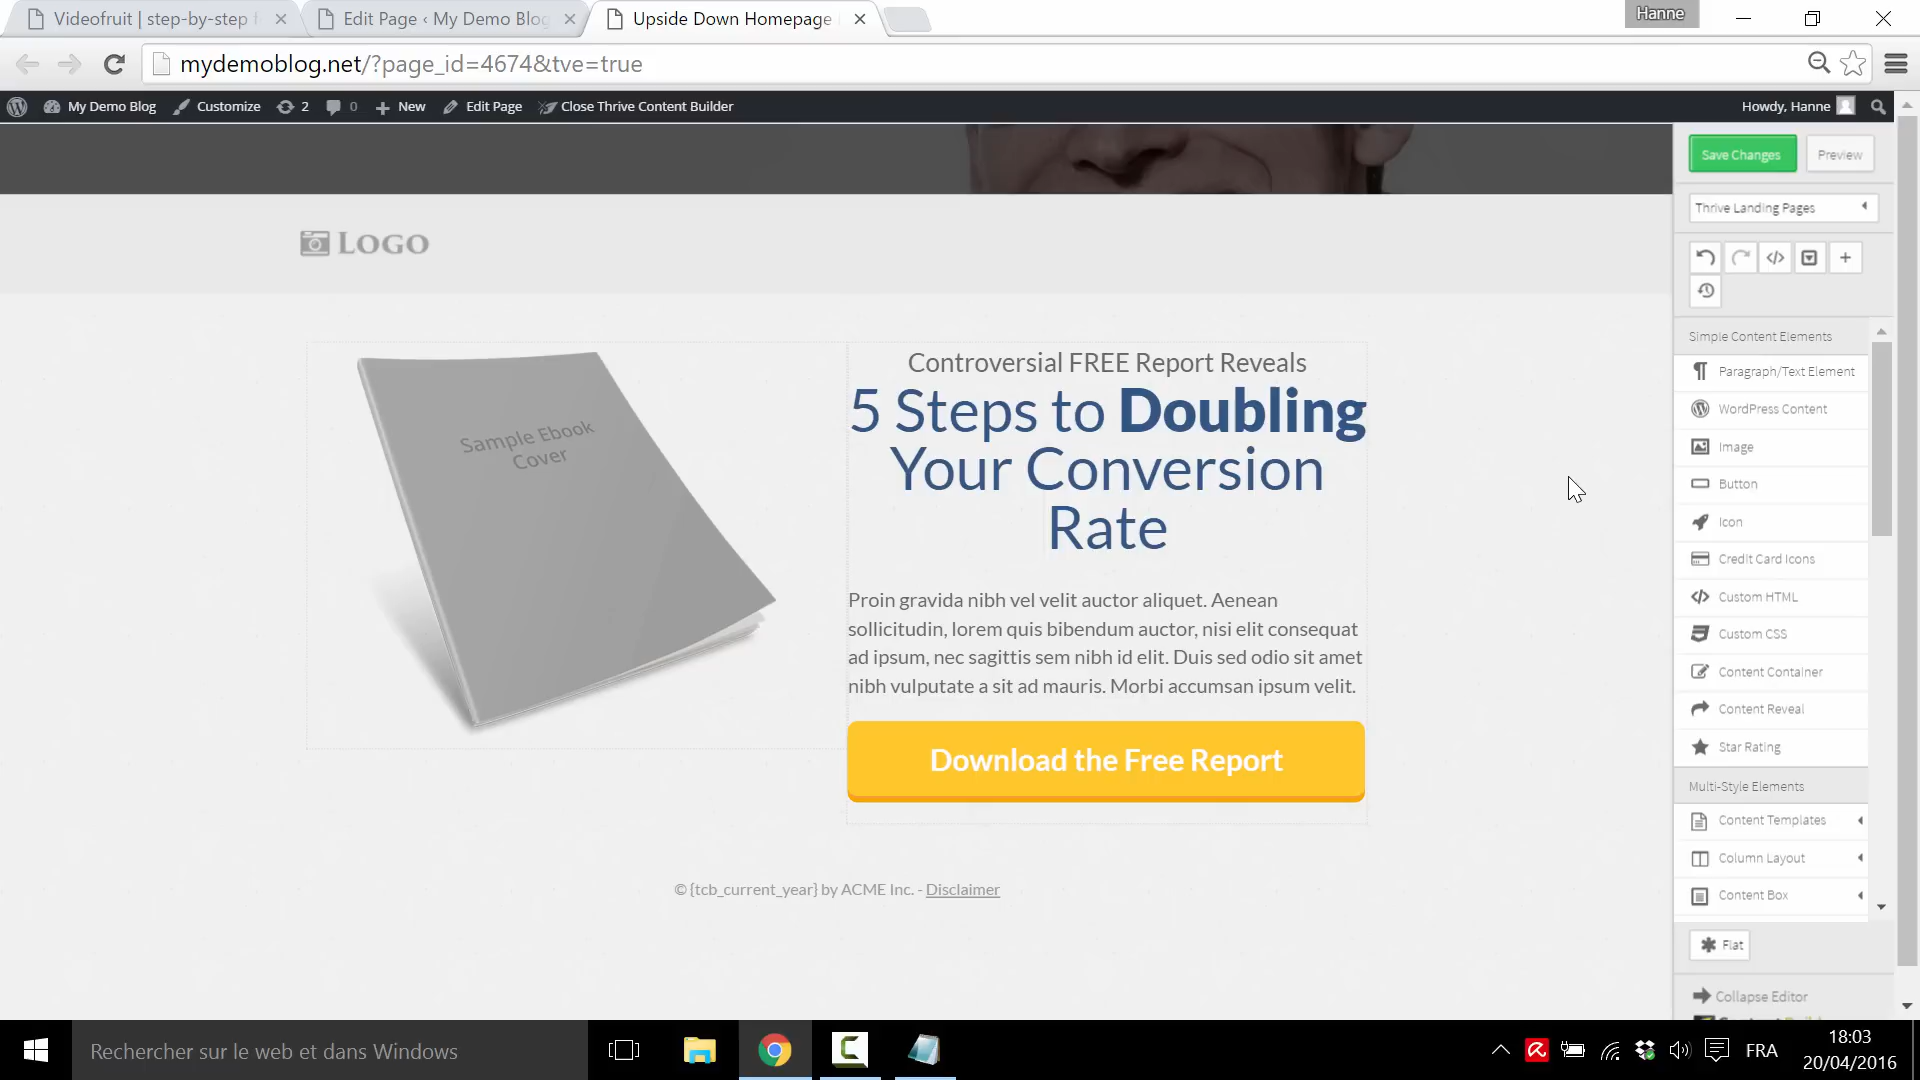 Videofruit | step-by-step
Edit Page ‹ My Demo Blog
Upside Down Homepage
Hanne
mydemoblog.net/?page_id=4674&tve=true
My Demo Blog
Customize
2
0
New
Edit Page
Close Thrive Content Builder
Howdy, Hanne
Save Changes
Preview
Thrive Landing Pages
LOGO
Simple Content Elements
Paragraph/Text Element
WordPress Content
Image
Button
Icon
Credit Card Icons
Custom HTML
Custom CSS
Content Container
Content Reveal
Star Rating
Multi-Style Elements
Content Templates
Column Layout
Content Box
Flat
Collapse Editor
Sample Ebook
Cover
Controversial FREE Report Reveals
5 Steps to Doubling
Your Conversion
Rate
Proin gravida nibh vel velit auctor aliquet. Aenean
sollicitudin, lorem quis bibendum auctor, nisi elit consequat
ad ipsum, nec sagittis sem nibh id elit. Duis sed odio sit amet
nibh vulputate a sit ad mauris. Morbi accumsan ipsum velit.
Download the Free Report
© {tcb_current_year} by ACME Inc. - Disclaimer
Rechercher sur le web et dans Windows
FRA
18:03
20/04/2016